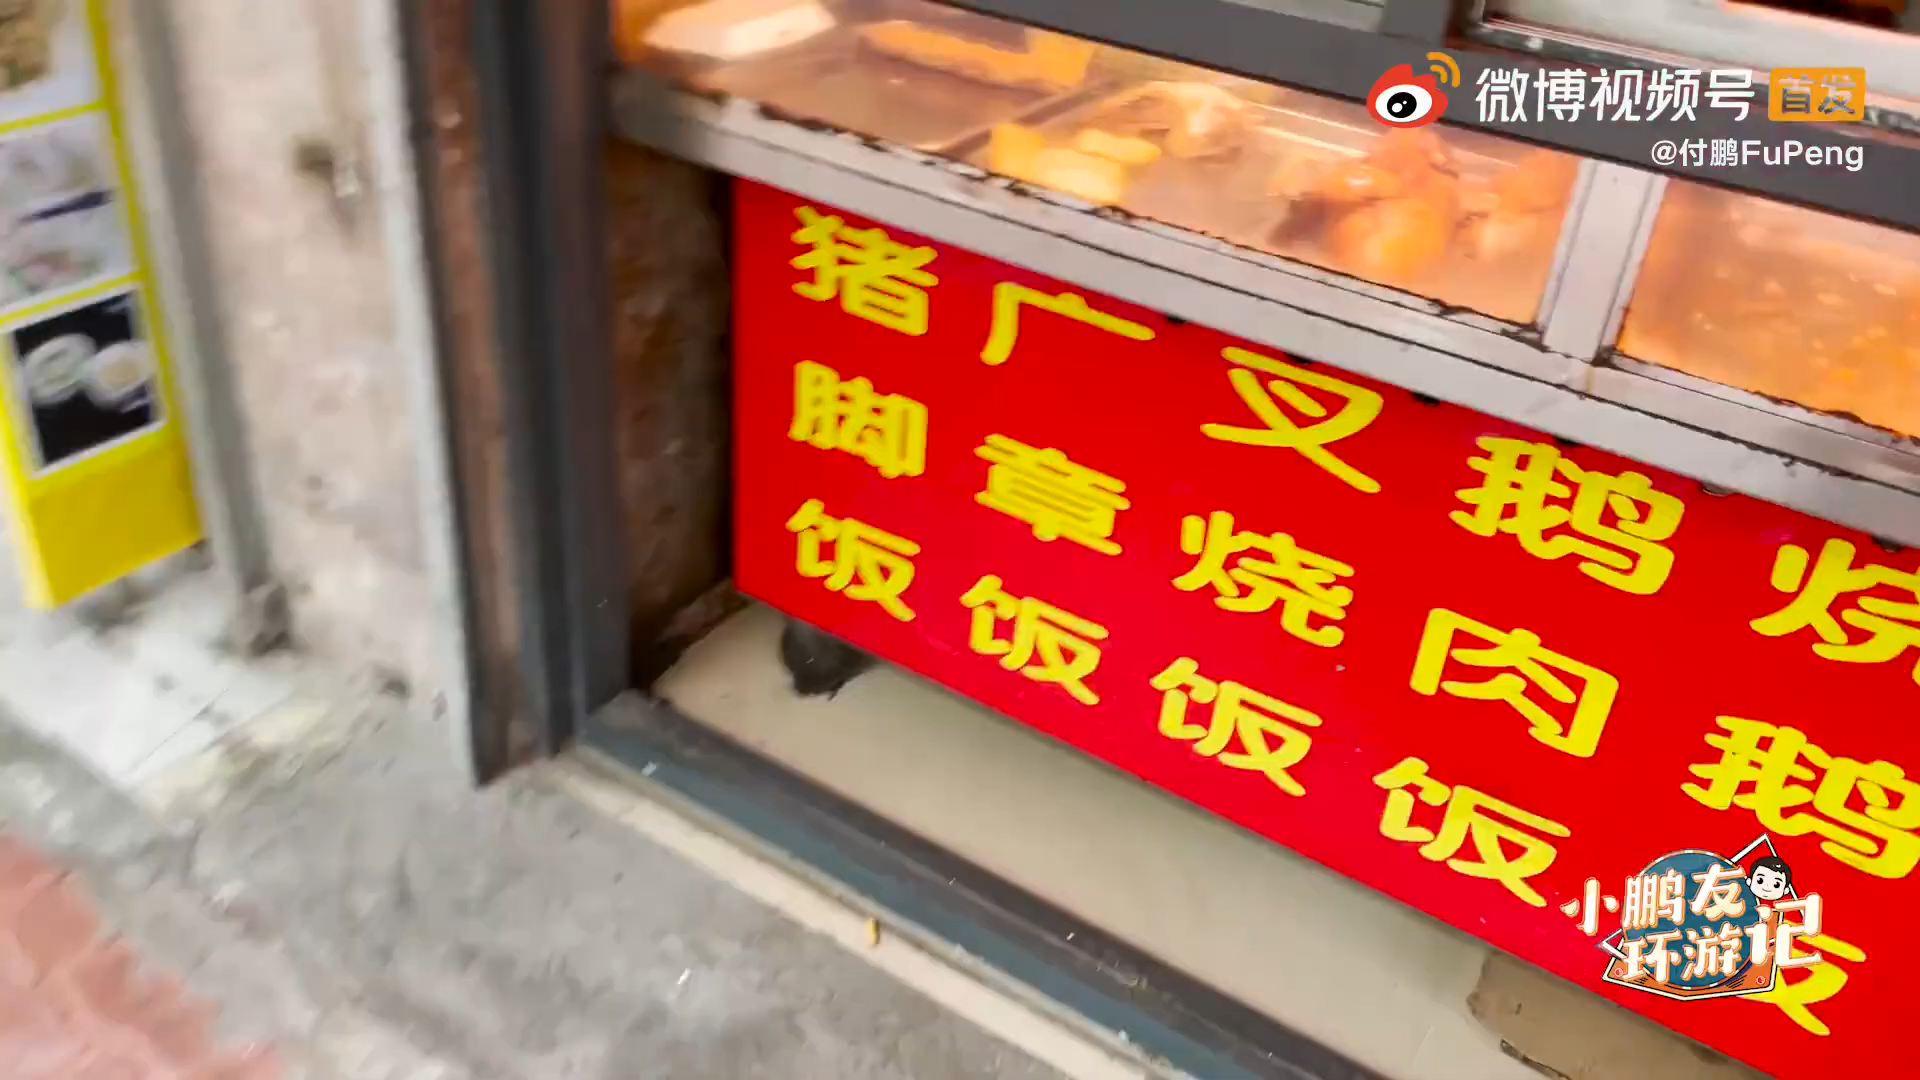 微博视频号 首发
@付鹏FuPeng
猪脚饭
广章饭
叉烧饭
鹅肉饭
烧鹅饭
小鹏友
环游记